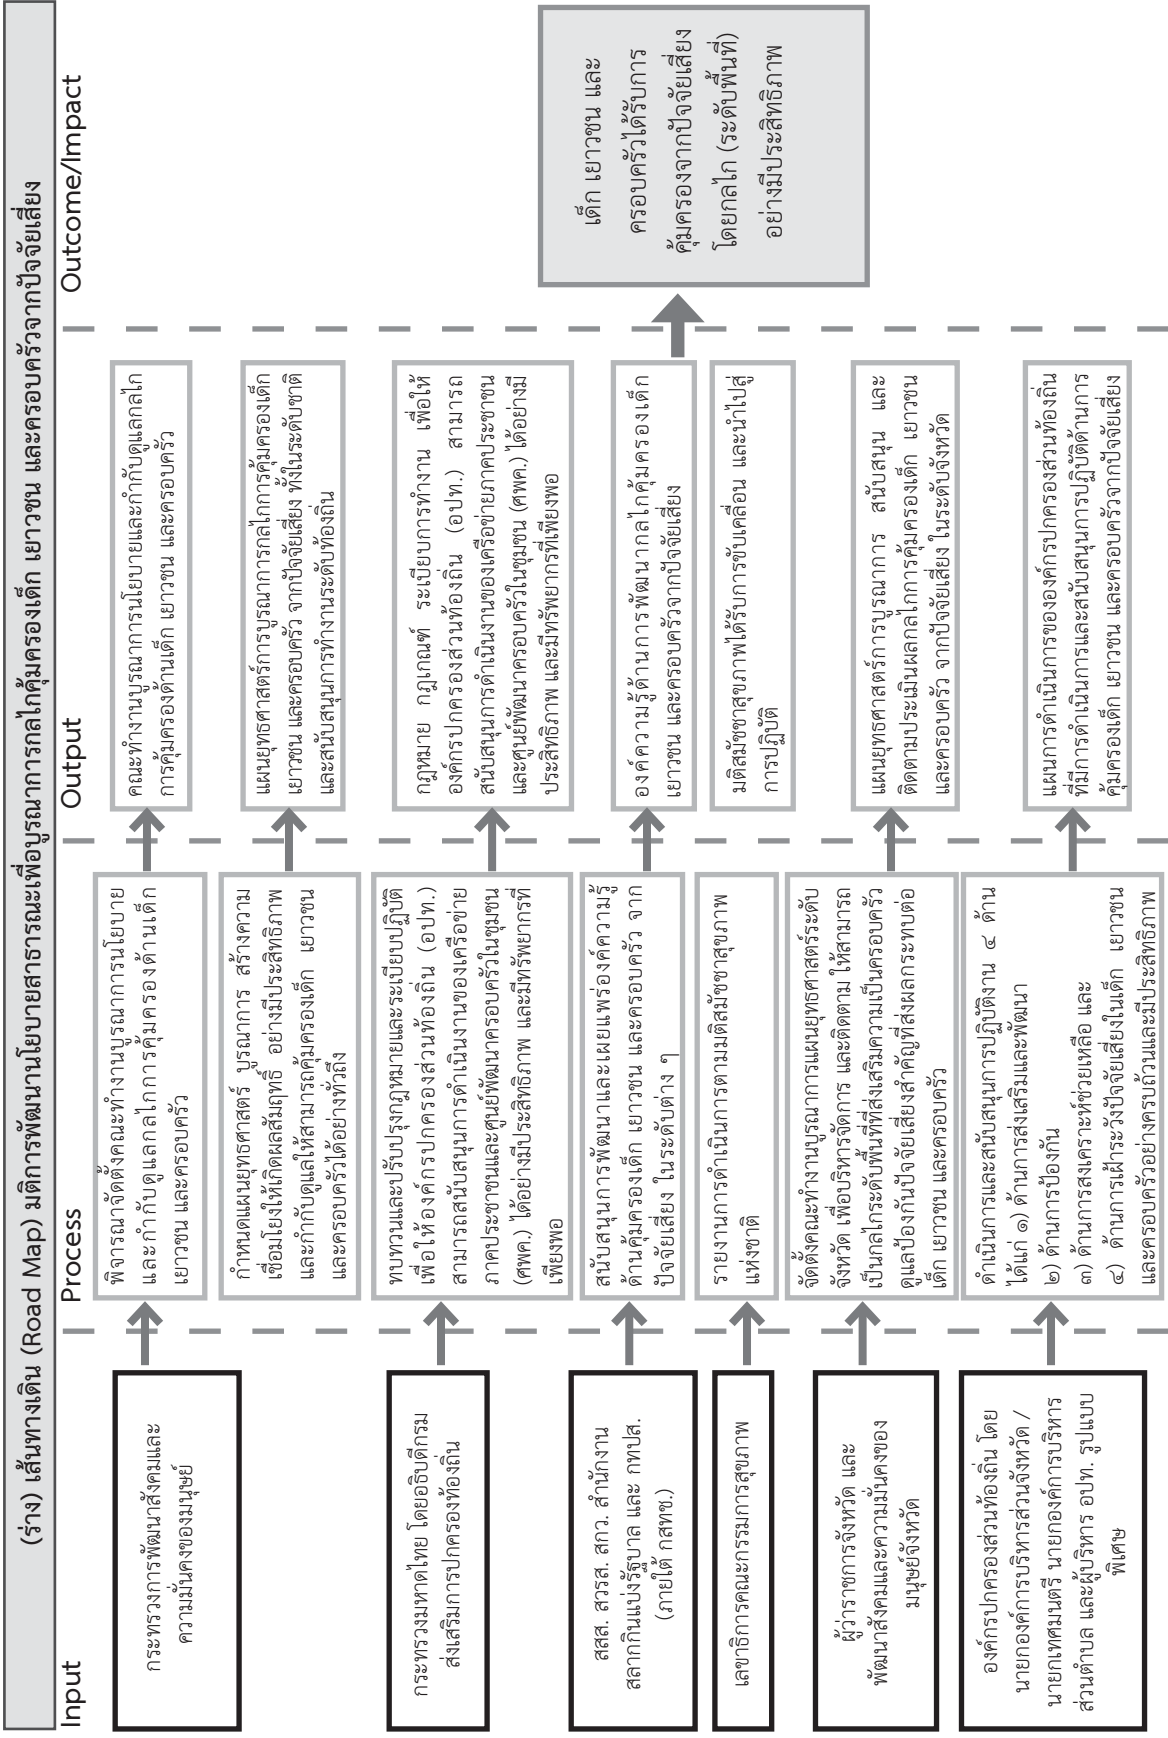 (ร่าง) เส้นทางเดิน (Road Map) มติการพัฒนานโยบายสาธารณะเพื่อบูรณาการกลไกคุ้มครองเด็ก เยาวชน และครอบครัวจากปัจจัยเสี่ยง
Input
Process
Output
Outcome/Impact
กระทรวงการพัฒนาสังคมและ
ความมั่นคงของมนุษย์
พิจารณาจัดตั้งคณะทำงานบูรณาการนโยบาย
และกำกับดูแลกลไกการคุ้มครองด้านเด็ก
เยาวชน และครอบครัว
คณะทำงานบูรณาการนโยบายและกำกับดูแลกลไก
การคุ้มครองด้านเด็ก เยาวชน และครอบครัว
กำหนดแผนยุทธศาสตร์ บูรณาการ สร้างความ
เชื่อมโยงให้เกิดผลสัมฤทธิ์ อย่างมีประสิทธิภาพ
และกำกับดูแลให้สามารถคุ้มครองเด็ก เยาวชน
และครอบครัวได้อย่างทั่วถึง
แผนยุทธศาสตร์การบูรณาการกลไกการคุ้มครองเด็ก
เยาวชน และครอบครัว จากปัจจัยเสี่ยง ทั้งในระดับชาติ
และสนับสนุนการทำงานระดับท้องถิ่น
กระทรวงมหาดไทย โดยอธิบดีกรม
ส่งเสริมการปกครองท้องถิ่น
ทบทวนและปรับปรุงกฎหมายและระเบียบปฏิบัติ
เพื่อให้องค์กรปกครองส่วนท้องถิ่น (อปท.)
สามารถสนับสนุนการดำเนินงานของเครือข่าย
ภาคประชาชนและศูนย์พัฒนาครอบครัวในชุมชน
(ศพค.) ได้อย่างมีประสิทธิภาพ และมีทรัพยากรที่
เพียงพอ
กฎหมาย กฎเกณฑ์ ระเบียบการทำงาน เพื่อให้
องค์กรปกครองส่วนท้องถิ่น (อปท.) สามารถ
สนับสนุนการดำเนินงานของเครือข่ายภาคประชาชน
และศูนย์พัฒนาครอบครัวในชุมชน (ศพค.) ได้อย่างมี
ประสิทธิภาพ และมีทรัพยากรที่เพียงพอ
สสส. สวรส. สกว. สำนักงาน
สลากกินแบ่งรัฐบาล และ กทปส.
(ภายใต้ กสทช.)
สนับสนุนการพัฒนาและเผยแพร่องค์ความรู้
ด้านคุ้มครองเด็ก เยาวชน และครอบครัว จาก
ปัจจัยเสี่ยง ในระดับต่าง ๆ
องค์ความรู้ด้านการพัฒนากลไกคุ้มครองเด็ก
เยาวชน และครอบครัวจากปัจจัยเสี่ยง
เลขาธิการคณะกรรมการสุขภาพ
รายงานการดำเนินการตามมติสมัชชาสุขภาพ
แห่งชาติ
มติสมัชชาสุขภาพได้รับการขับเคลื่อน และนำไปสู่
การปฏิบัติ
ผู้ว่าราชการจังหวัด และ
พัฒนาสังคมและความมั่นคงของ
มนุษย์จังหวัด
จัดตั้งคณะทำงานบูรณาการแผนยุทธศาสตร์ระดับ
จังหวัด เพื่อบริหารจัดการ และติดตาม ให้สามารถ
เป็นกลไกระดับพื้นที่ที่ส่งเสริมความเป็นครอบครัว
ดูแลป้องกันปัจจัยเสี่ยงสำคัญที่ส่งผลกระทบต่อ
เด็ก เยาวชน และครอบครัว
แผนยุทธศาสตร์การบูรณาการ สนับสนุน และ
ติดตามประเมินผลกลไกการคุ้มครองเด็ก เยาวชน
และครอบครัว จากปัจจัยเสี่ยง ในระดับจังหวัด
องค์กรปกครองส่วนท้องถิ่น โดย
นายกองค์การบริหารส่วนจังหวัด /
นายกเทศมนตรี นายกองค์การบริหาร
ส่วนตำบล และผู้บริหาร อปท. รูปแบบ
พิเศษ
ดำเนินการและสนับสนุนการปฏิบัติงาน ๔ ด้าน
ได้แก่ ๑) ด้านการส่งเสริมและพัฒนา
๒) ด้านการป้องกัน
๓) ด้านการสงเคราะห์ช่วยเหลือ และ
๔) ด้านการเฝ้าระวังปัจจัยเสี่ยงในเด็ก เยาวชน
และครอบครัวอย่างครบถ้วนและมีประสิทธิภาพ
แผนการดำเนินการขององค์กรปกครองส่วนท้องถิ่น
ที่มีการดำเนินการและสนับสนุนการปฏิบัติด้านการ
คุ้มครองเด็ก เยาวชน และครอบครัวจากปัจจัยเสี่ยง
เด็ก เยาวชน และ
ครอบครัวได้รับการ
คุ้มครองจากปัจจัยเสี่ยง
โดยกลไก (ระดับพื้นที่)
อย่างมีประสิทธิภาพ